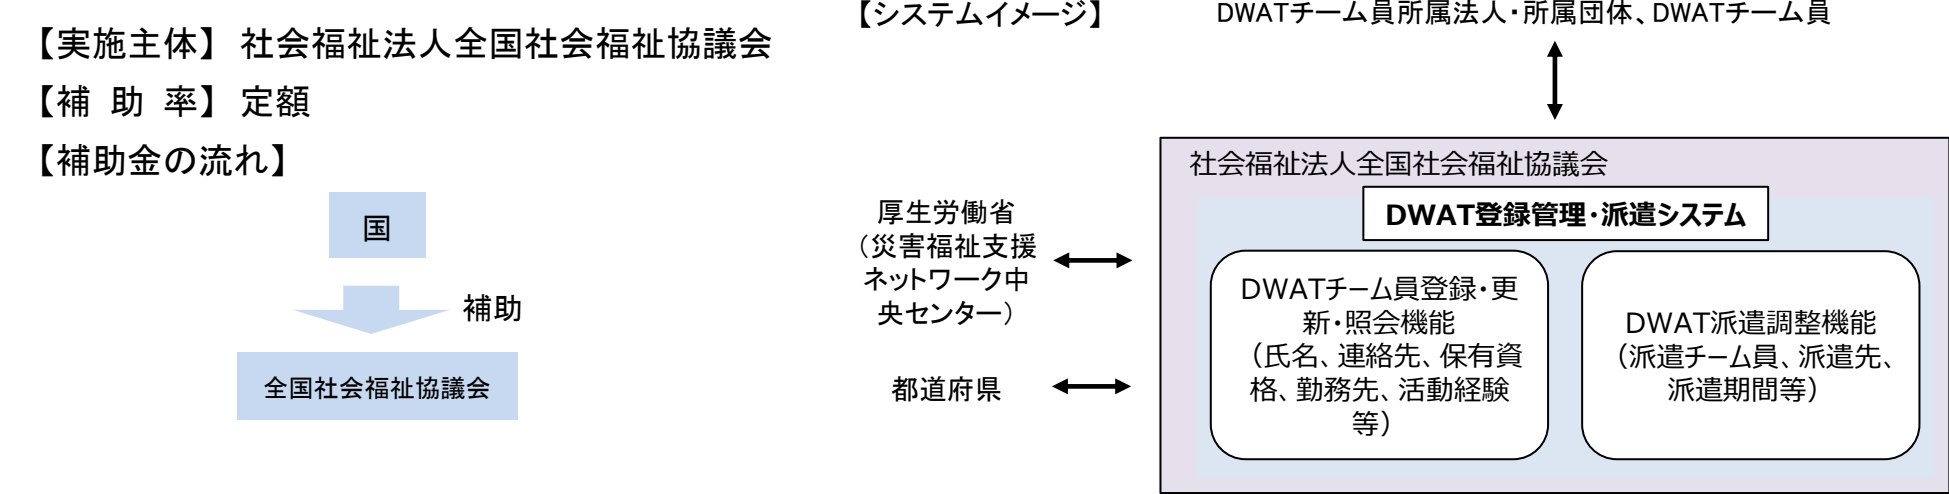 【実施主体】 社会福祉法人全国社会福祉協議会
【補 助 率】 定額
【補助金の流れ】
国
補助
全国社会福祉協議会
【システムイメージ】
DWATチーム員所属法人・所属団体、DWATチーム員
社会福祉法人全国社会福祉協議会
DWAT登録管理・派遣システム
厚生労働省
（災害福祉支援
ネットワーク中
央センター）
都道府県
DWATチーム員登録・更
新・照会機能
（氏名、連絡先、保有資
格、勤務先、活動経験
等）
DWAT派遣調整機能
（派遣チーム員、派遣先、
派遣期間等）